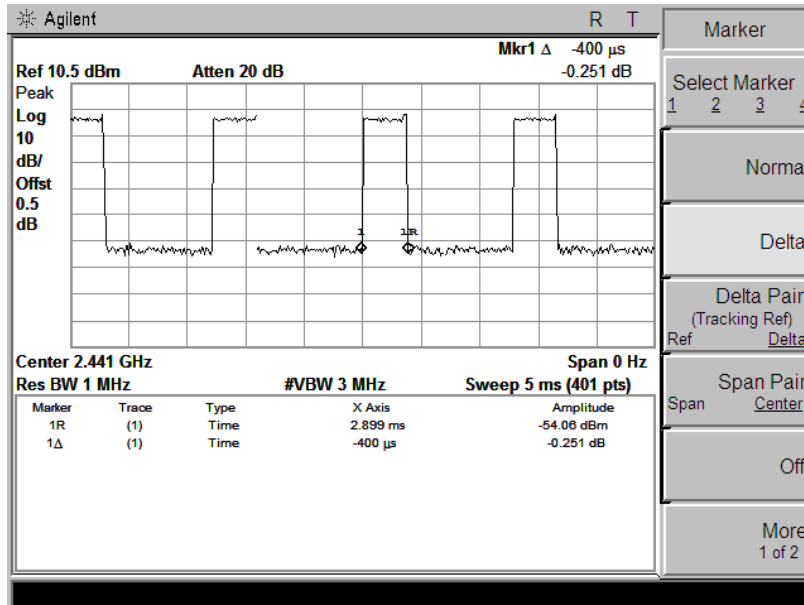 Agilent R T
Mkr1 Δ -400 µs
Ref 10.5 dBm Atten 20 dB -0.251 dB
Peak
Log
10
dB/
Offst
0.5
dB
1 1R
Center 2.441 GHz Span 0 Hz
Res BW 1 MHz #VBW 3 MHz Sweep 5 ms (401 pts)
Marker Trace Type X Axis Amplitude
1R (1) Time 2.899 ms -54.06 dBm
1Δ (1) Time -400 µs -0.251 dB
Marker
Select Marker
1 2 3 4
Norma
Delta
Delta Pair
(Tracking Ref)
Ref Delta
Span Pair
Span Center
Off
More
1 of 2